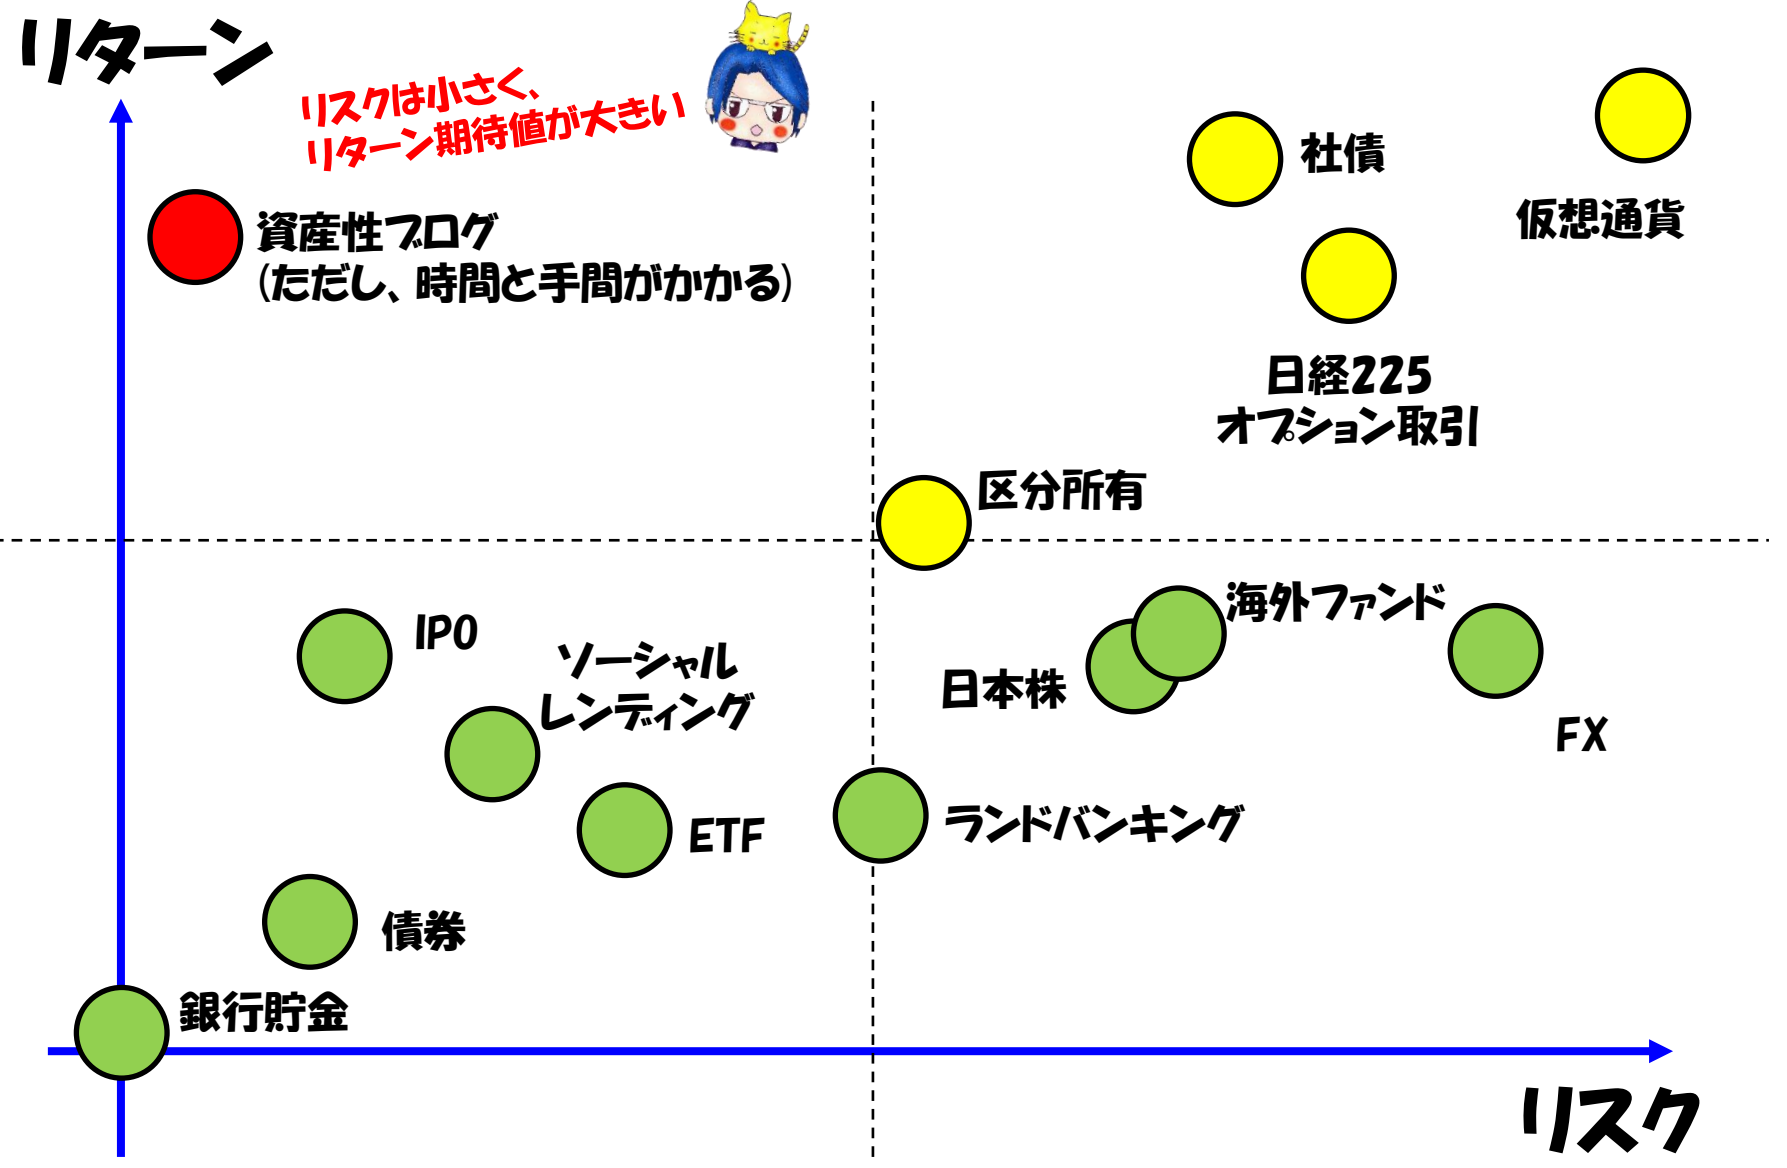 リターン
リスクは小さく、
リターン期待値が大きい
社債
仮想通貨
資産性ブログ
(ただし、時間と手間がかかる)
日経225
オプション取引
区分所有
IPO
ソーシャル
レンディング
海外ファンド
日本株
FX
ETF
ランドバンキング
債券
銀行貯金
リスク